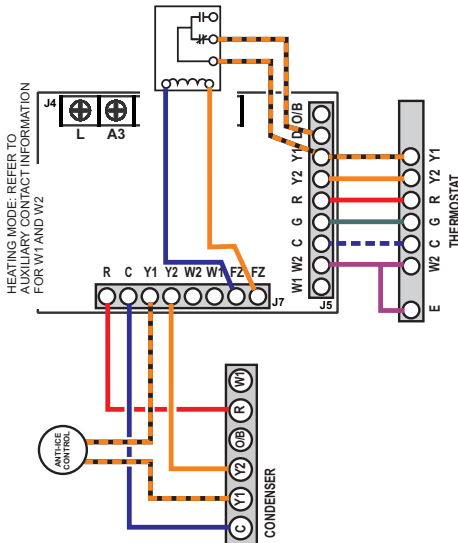 J4
L
A3
HEATING MODE: REFER TO
AUXILIARY CONTACT INFORMATION
FOR W1 AND W2
O/B
D
Y1
Y2
R
G
C
W2
W1
J5
Y1
Y2
R
G
C
W2
E
THERMOSTAT
R C Y1 Y2 W2 W1 FZ FZ
J7
ANTI-ICE
CONTROL
W1
R
O/B
Y2
Y1
C
CONDENSER